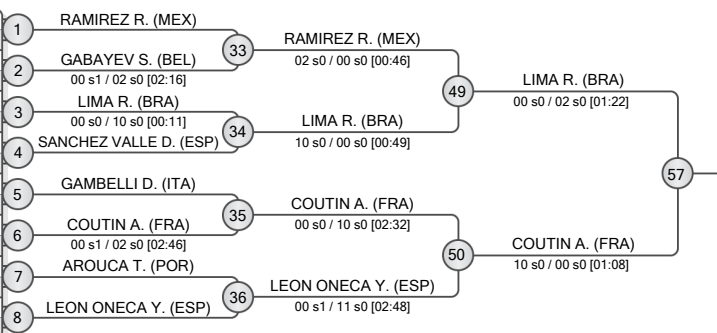 1
RAMIREZ R. (MEX)
33
RAMIREZ R. (MEX)
02 s0 / 00 s0 [00:46]
2
GABAYEV S. (BEL)
00 s1 / 02 s0 [02:16]
49
LIMA R. (BRA)
00 s0 / 02 s0 [01:22]
3
LIMA R. (BRA)
00 s0 / 10 s0 [00:11]
34
LIMA R. (BRA)
10 s0 / 00 s0 [00:49]
4
SANCHEZ VALLE D. (ESP)
57
5
GAMBELLI D. (ITA)
35
COUTIN A. (FRA)
00 s0 / 10 s0 [02:32]
6
COUTIN A. (FRA)
00 s1 / 02 s0 [02:46]
50
COUTIN A. (FRA)
10 s0 / 00 s0 [01:08]
7
AROUCA T. (POR)
36
LEON ONECA Y. (ESP)
00 s1 / 11 s0 [02:48]
8
LEON ONECA Y. (ESP)